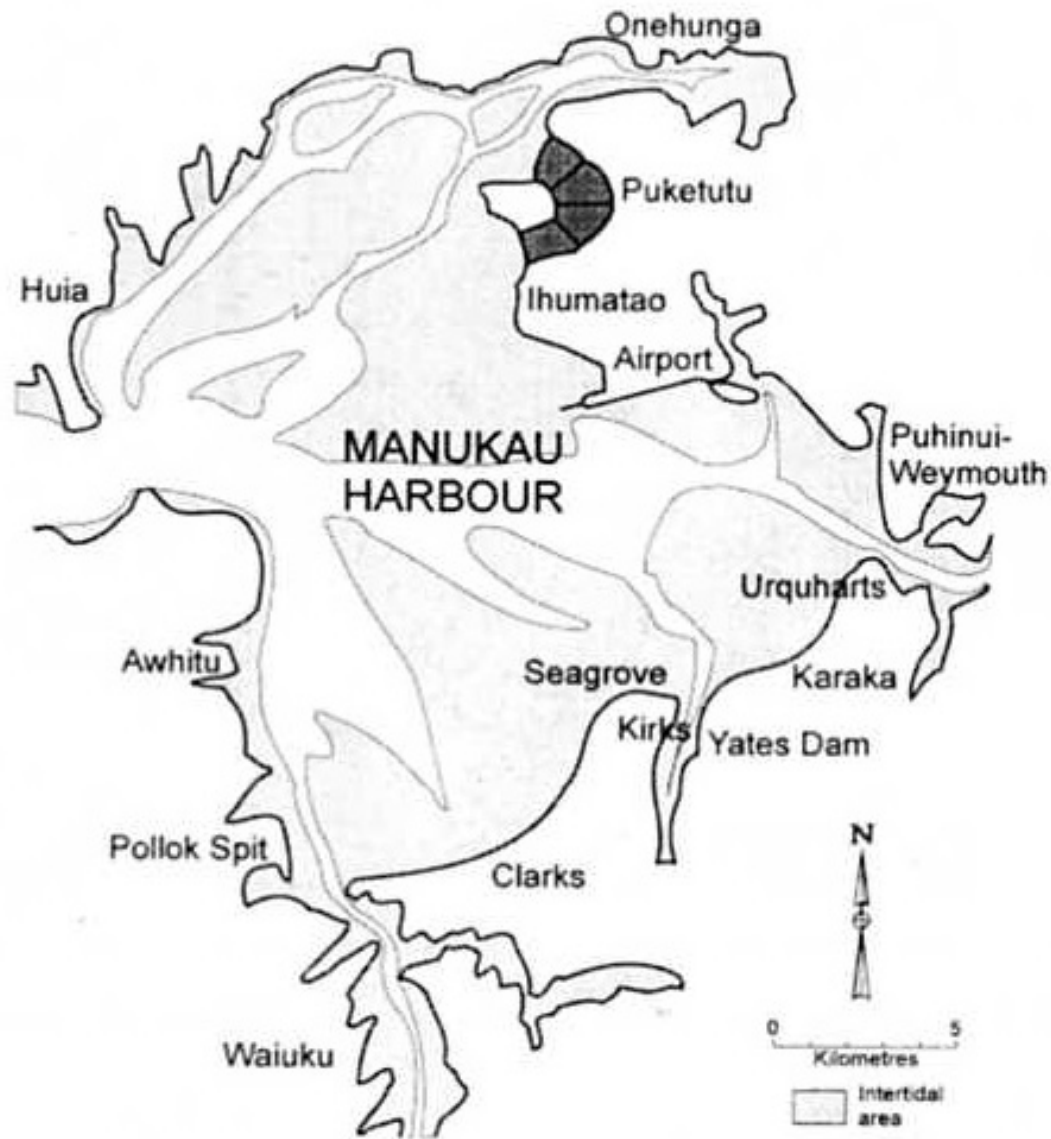 Onehunga
Puketutu
Huia
Ihumatao
Airport
MANUKAU
HARBOUR
Puhinui-
Weymouth
Urquharts
Awhitu
Seagrove
Karaka
Kirks
Yates Dam
Pollok Spit
Clarks
N
Waiuku
0 5
Kilometres
Intertidal
area